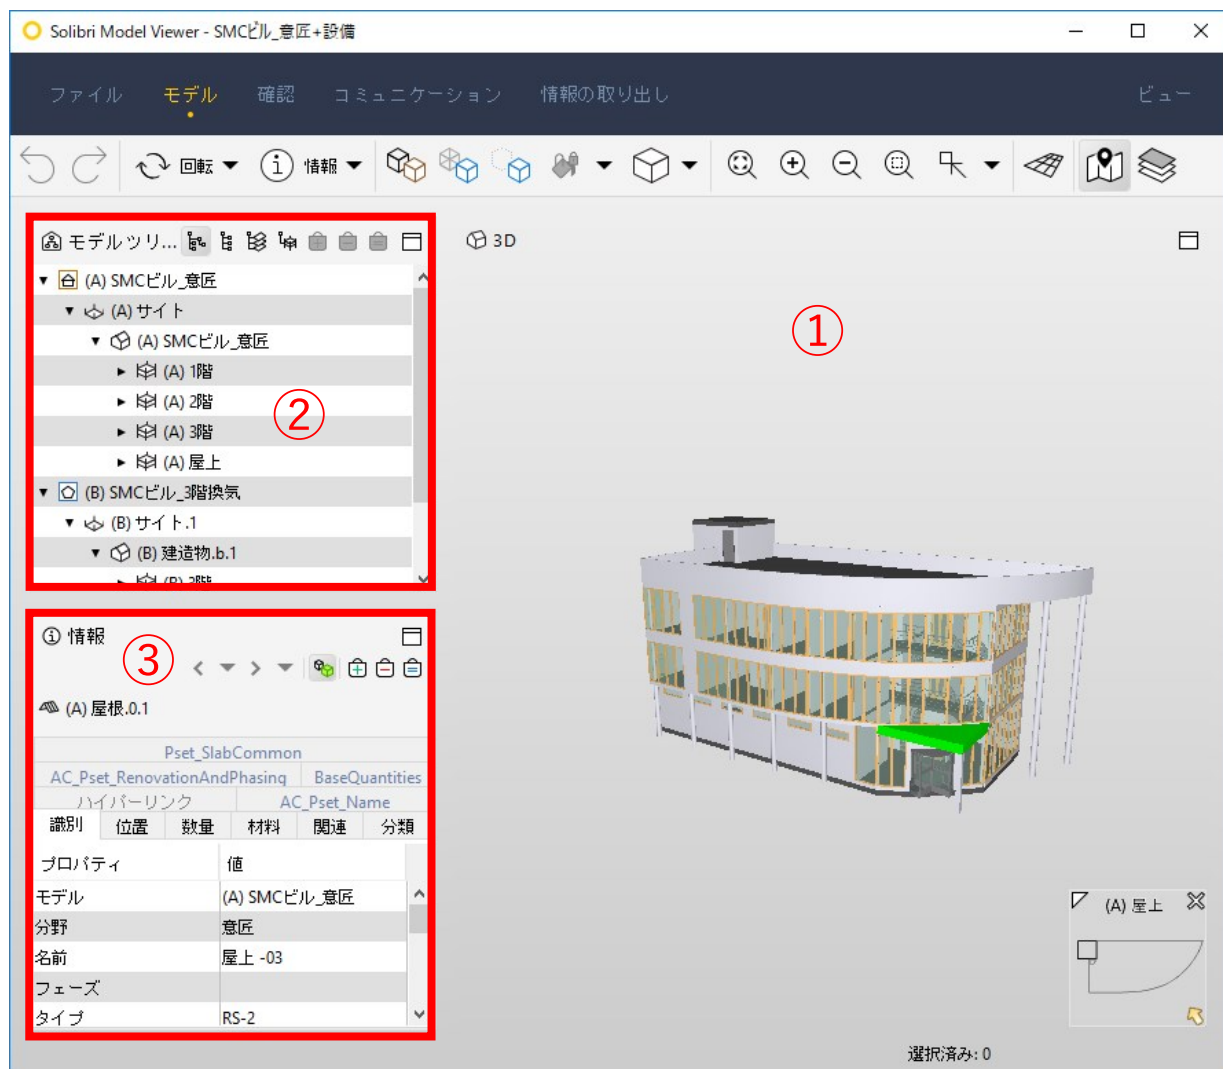 Solibri Model Viewer - SMCビル_意匠+設備
ファイル モデル 確認 コミュニケーション 情報の取り出し ビュー
回転 情報
モデルツリ...
(A) SMCビル_意匠
(A) サイト
(A) SMCビル_意匠
(A) 1階
(A) 2階
(A) 3階
(A) 屋上
(B) SMCビル_3階換気
(B) サイト.1
(B) 建造物.b.1
(B) 3階
②
3D
①
情報
③
(A) 屋根.0.1
Pset_SlabCommon
AC_Pset_RenovationAndPhasing BaseQuantities
ハイパーリンク AC_Pset_Name
識別 位置 数量 材料 関連 分類
プロパティ 値
モデル (A) SMCビル_意匠
分野 意匠
名前 屋上 -03
フェーズ
タイプ RS-2
(A) 屋上
選択済み: 0